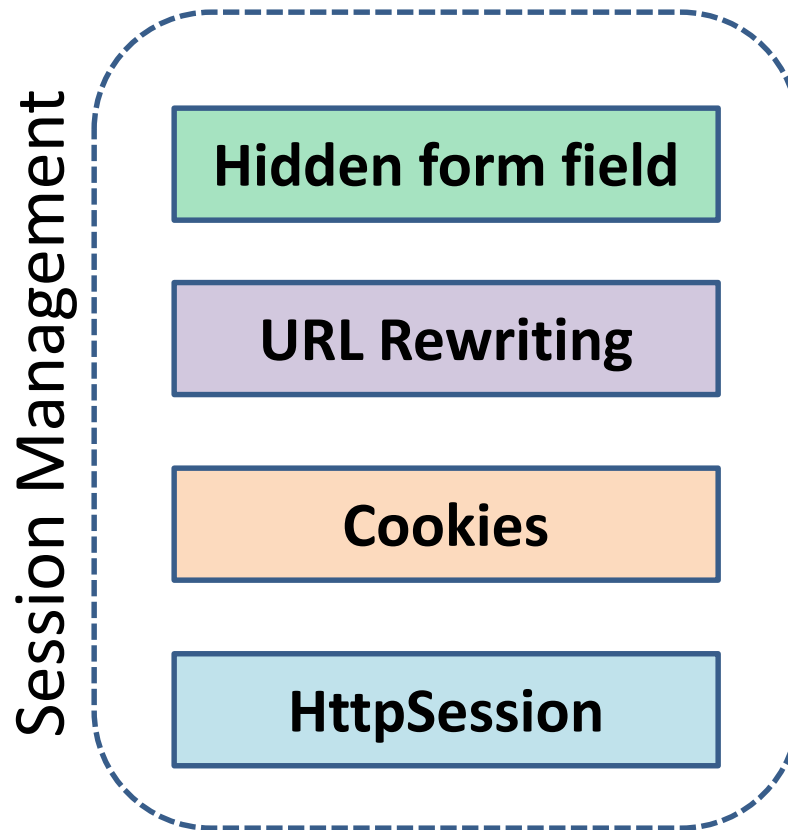 Session Management
Hidden form field
URL Rewriting
Cookies
HttpSession